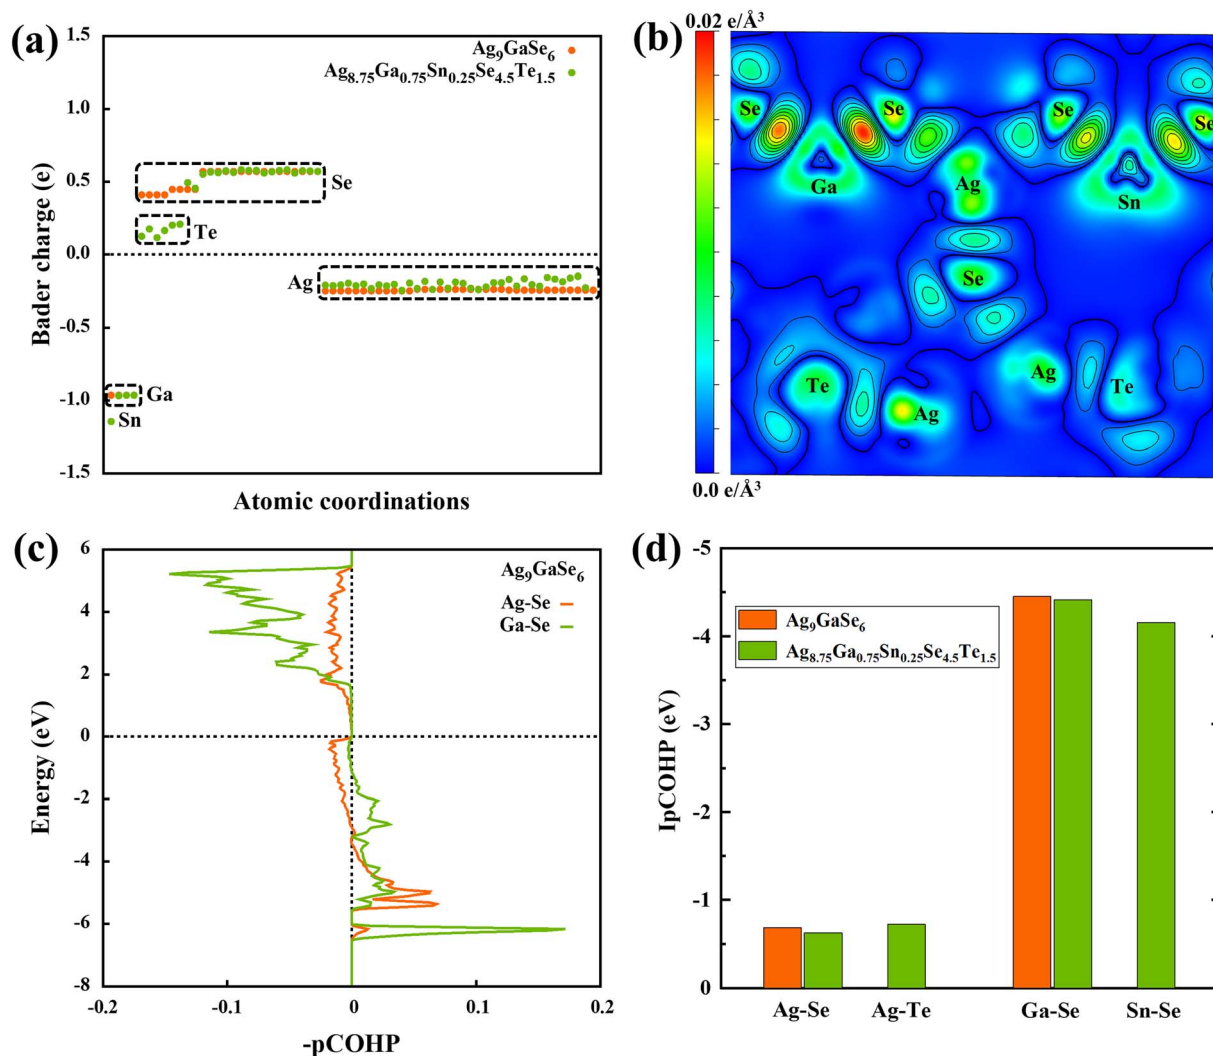 (a)
1.5
1.0
0.5
0.0
-0.5
-1.0
-1.5
Bader charge (e)
Atomic coordinations
Ag₉GaSe₆
Ag₈.₇₅Ga₀.₇₅Sn₀.₂₅Se₄.₅Te₁.₅
Se
Te
Ag
Ga
Sn
(b)
0.02 e/Å³
0.0 e/Å³
Se Se Se Se
Ga Ag Sn
Se
Te Ag Ag Te
(c)
6
4
2
0
-2
-4
-6
-8
Energy (eV)
-0.2 -0.1 0 0.1 0.2
-pCOHP
Ag₉GaSe₆
Ag-Se
Ga-Se
(d)
-5
-4
-3
-2
-1
0
IpCOHP (eV)
Ag₉GaSe₆
Ag₈.₇₅Ga₀.₇₅Sn₀.₂₅Se₄.₅Te₁.₅
Ag-Se Ag-Te Ga-Se Sn-Se